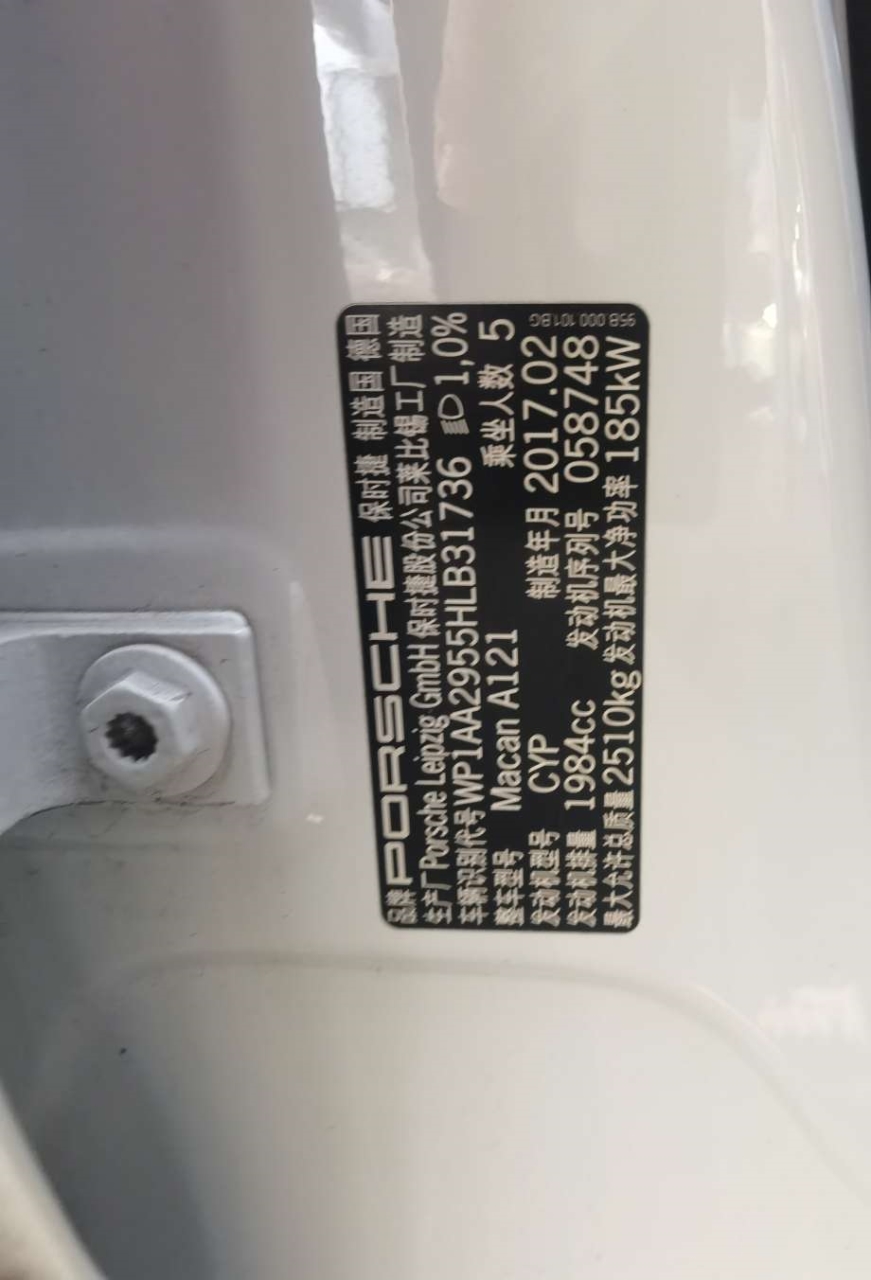 品牌 PORSCHE 保时捷 制造国 德国
生产厂 Porsche Leipzig GmbH 保时捷股份公司莱比锡工厂制造
车辆识别代号 WP1AA2955HLB31736 1,0%
整车型号 Macan A121 乘坐人数 5
发动机型号 CYP 制造年月 2017.02
发动机排量 1984cc 发动机序列号 058748
最大允许总质量 2510kg 发动机最大净功率 185kW
95B.000.101.BG